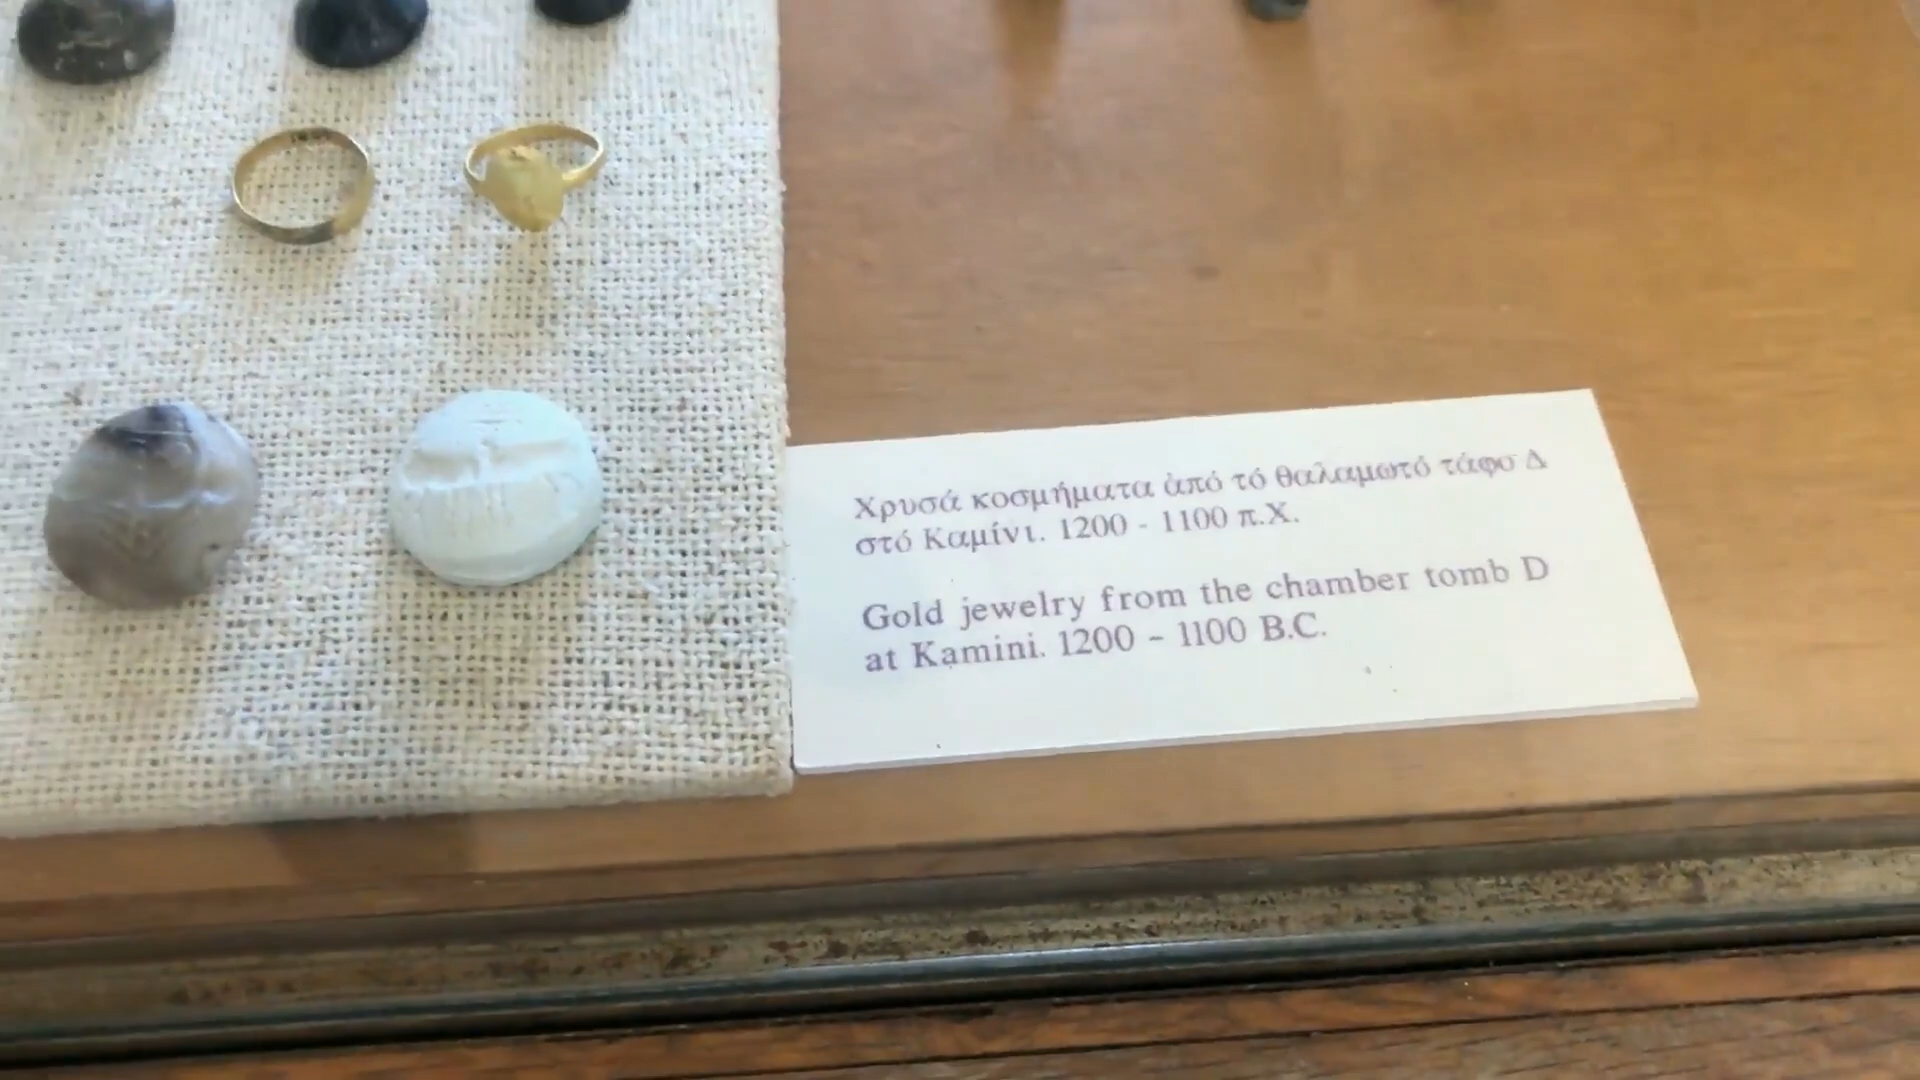 Χρυσά κοσμήματα ἀπό τό θαλαμωτό τάφο Δ
στό Καμίνι. 1200 - 1100 π.Χ.
Gold jewelry from the chamber tomb D
at Kamini. 1200 - 1100 B.C.